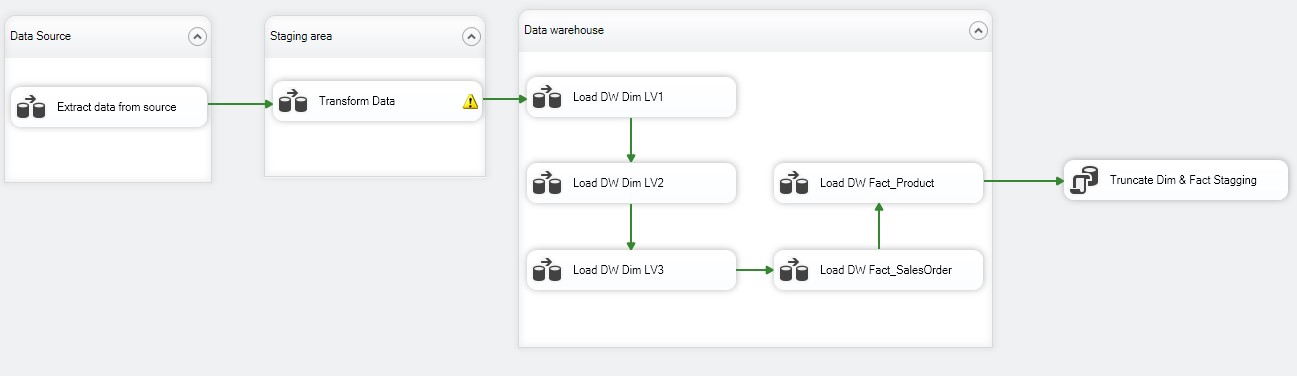 Data Source
Extract data from source
Staging area
Transform Data
Data warehouse
Load DW Dim LV1
Load DW Dim LV2
Load DW Dim LV3
Load DW Fact_SalesOrder
Load DW Fact_Product
Truncate Dim & Fact Stagging